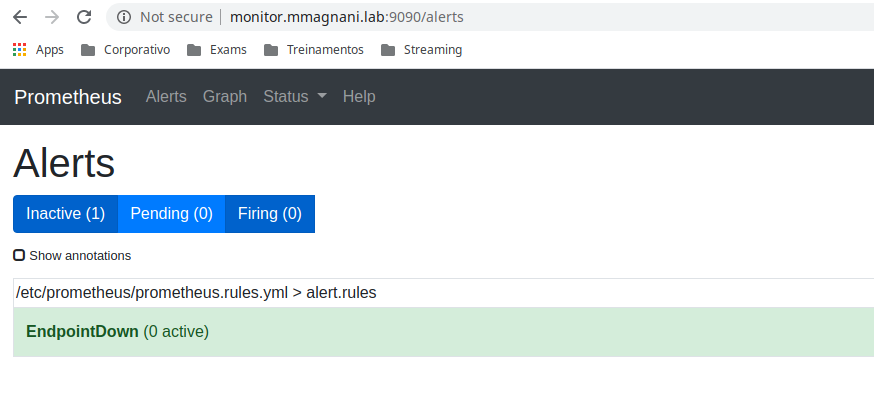 Not secure | monitor.mmagnani.lab:9090/alerts
Apps Corporativo Exams Treinamentos Streaming
Prometheus Alerts Graph Status Help
Alerts
Inactive (1) Pending (0) Firing (0)
Show annotations
/etc/prometheus/prometheus.rules.yml > alert.rules
EndpointDown (0 active)